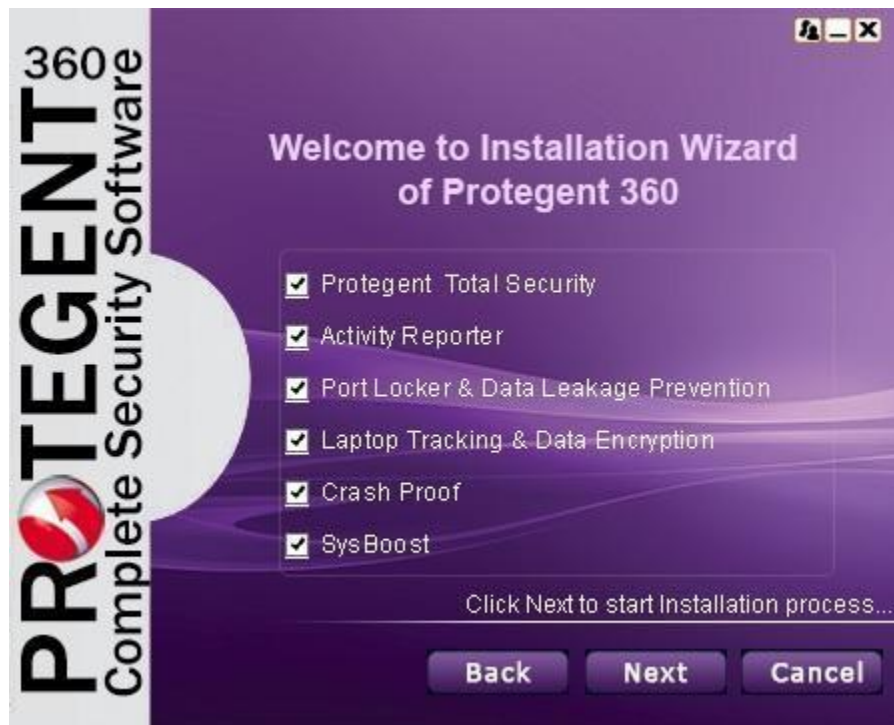 PROTEGENT 360
Complete Security Software
Welcome to Installation Wizard
of Protegent 360
Protegent Total Security
Activity Reporter
Port Locker & Data Leakage Prevention
Laptop Tracking & Data Encryption
Crash Proof
SysBoost
Click Next to start Installation process...
Back Next Cancel